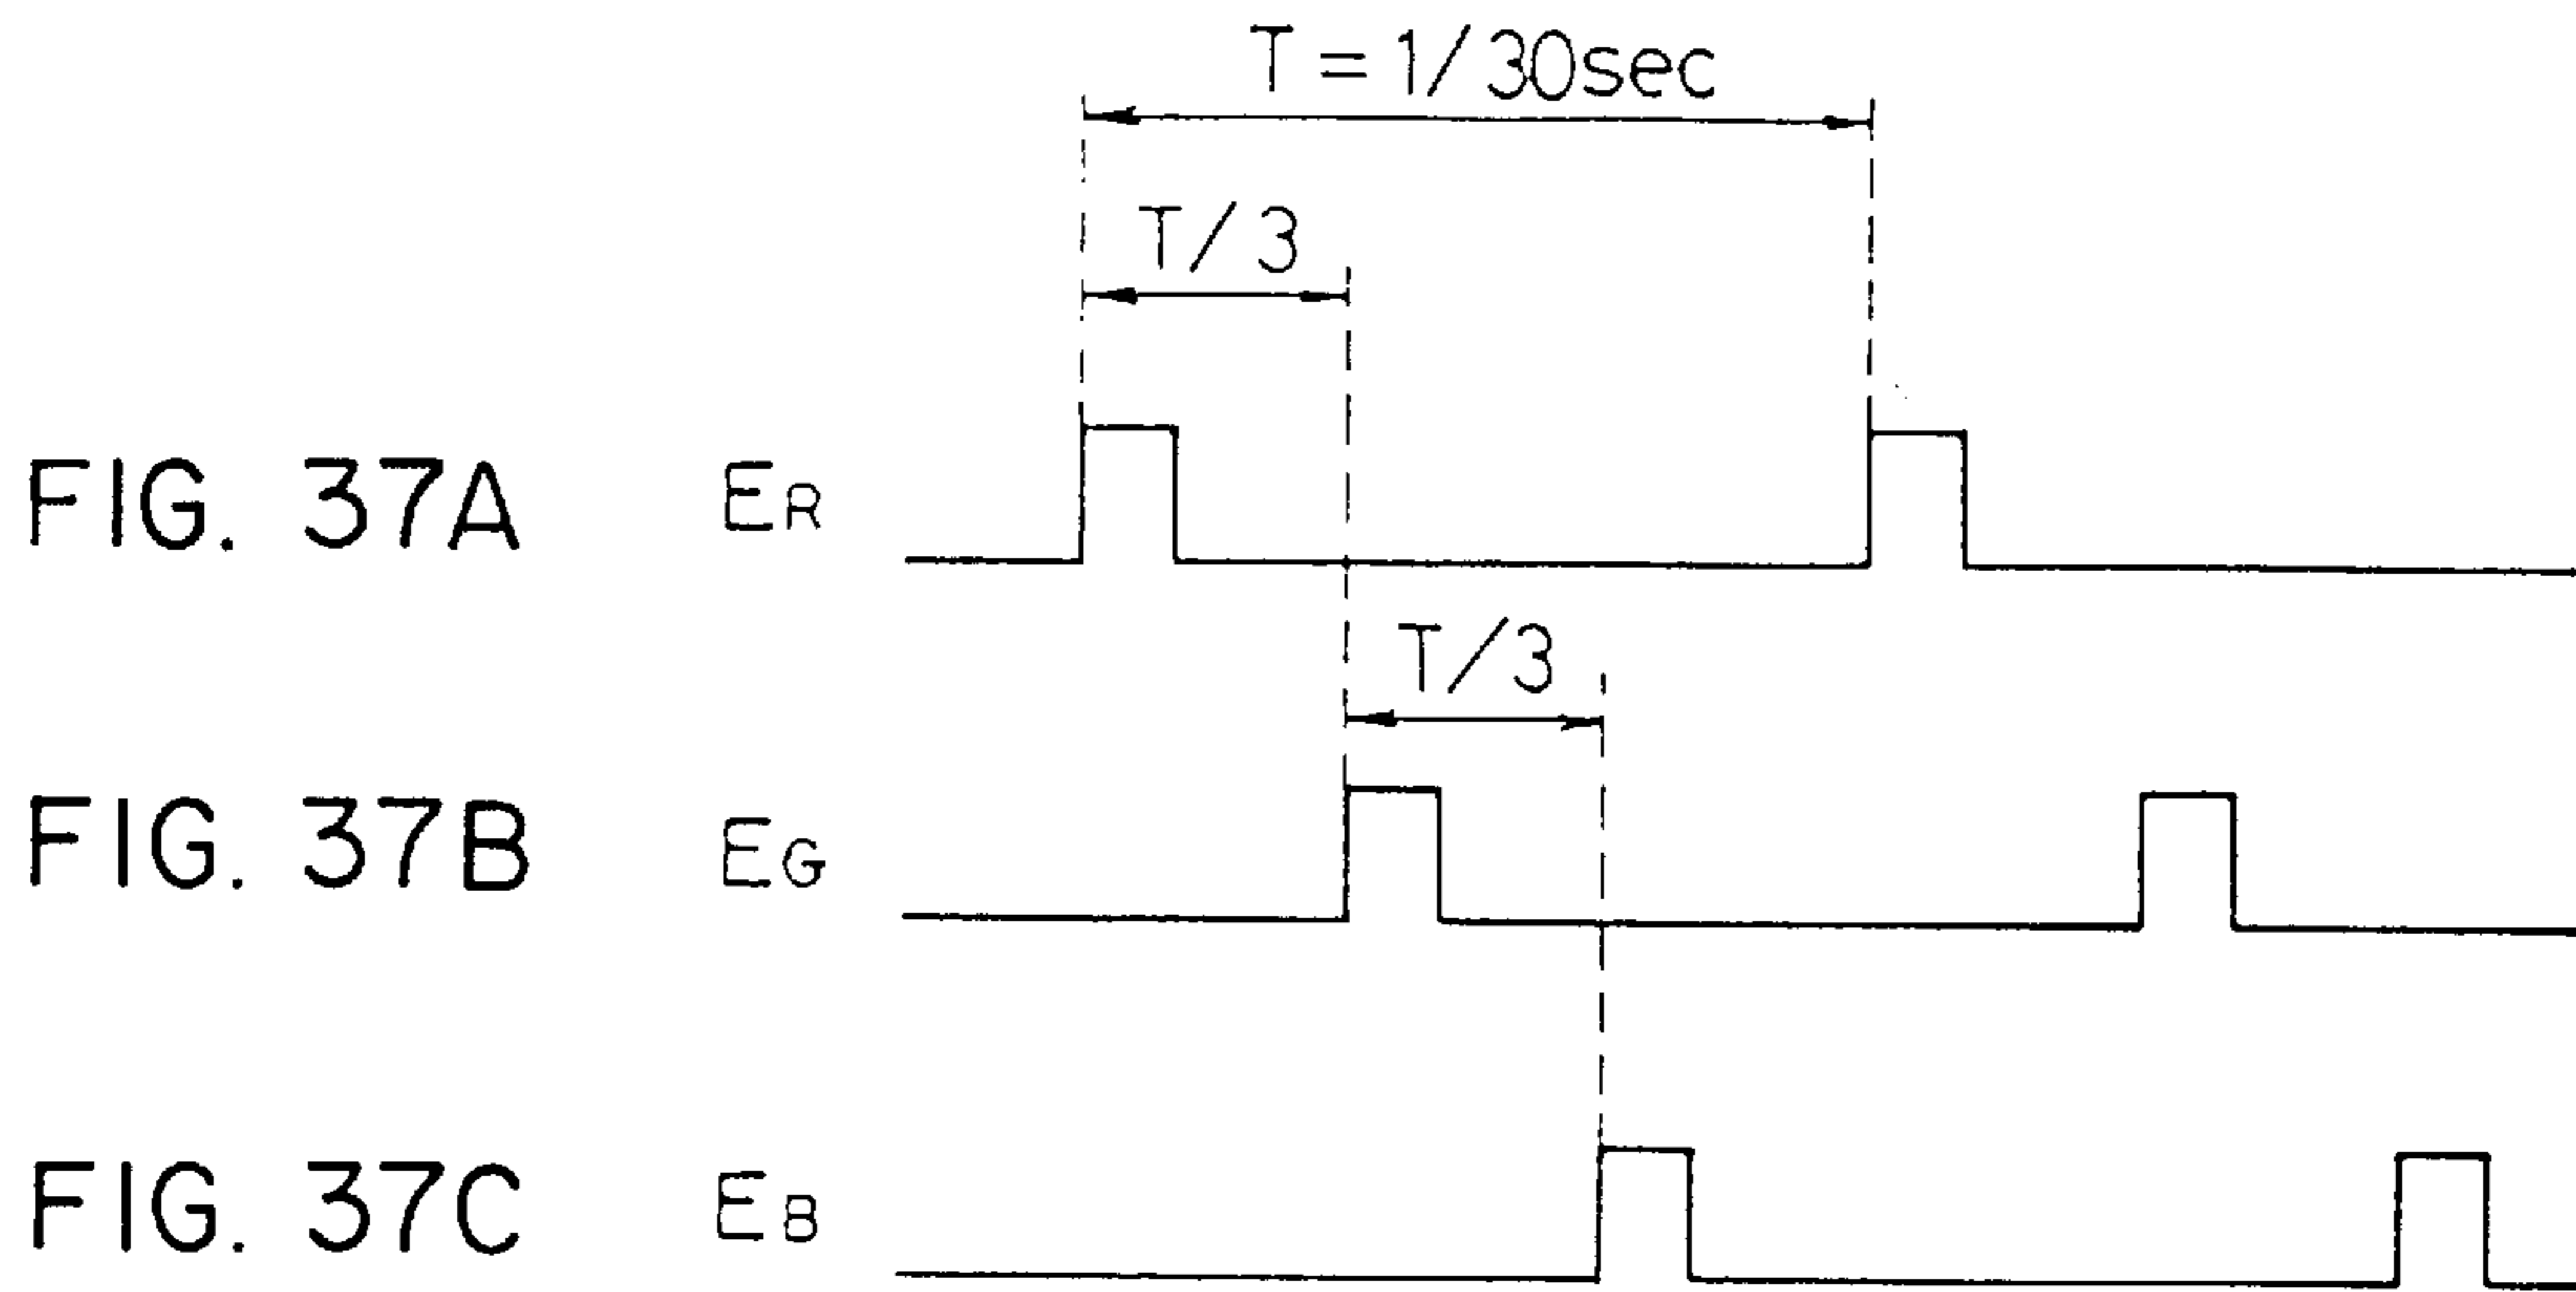 T = 1/30sec
T/3
FIG. 37A ER
T/3
FIG. 37B EG
FIG. 37C EB